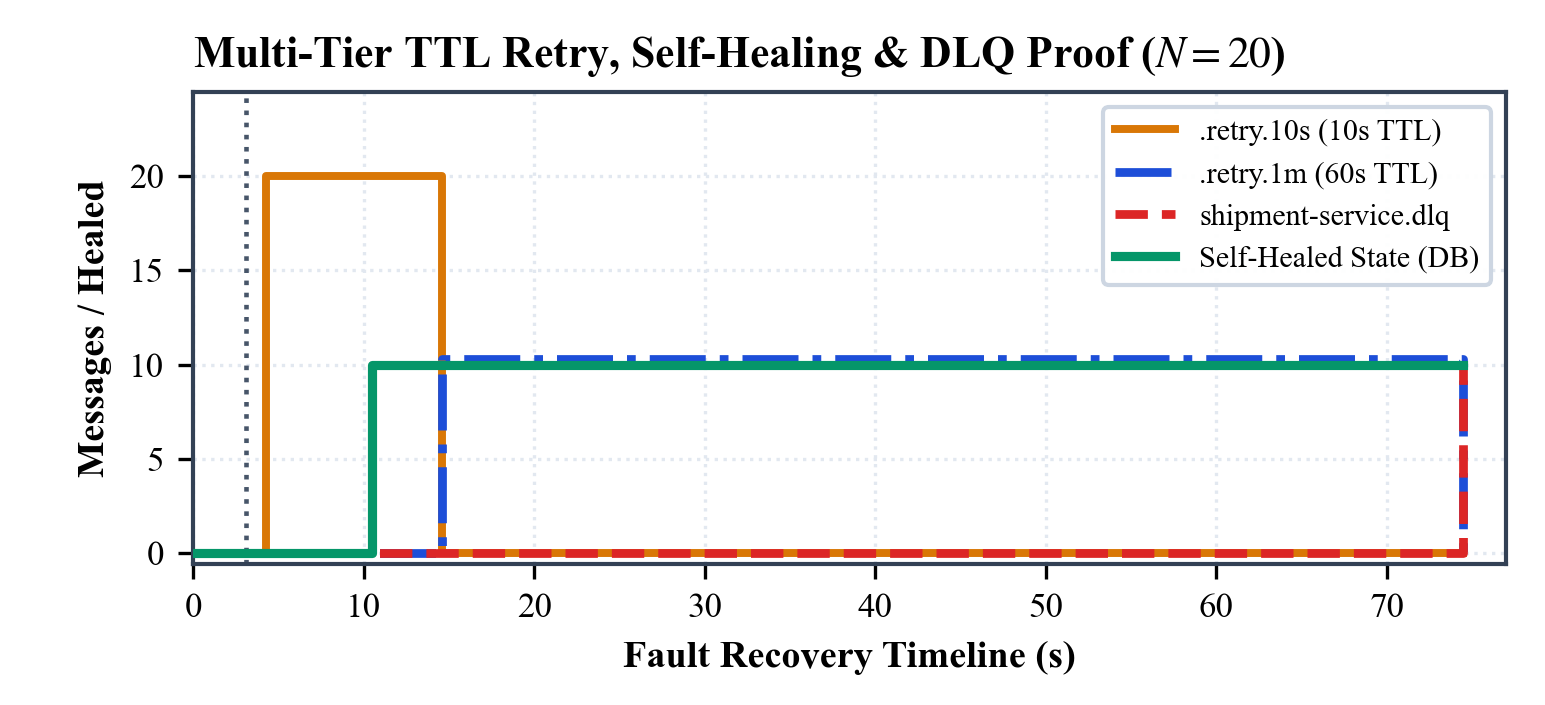 Multi-Tier TTL Retry, Self-Healing & DLQ Proof (N = 20)
.retry.10s (10s TTL)
.retry.1m (60s TTL)
shipment-service.dlq
Self-Healed State (DB)
Messages / Healed
20
15
10
5
0
0 10 20 30 40 50 60 70
Fault Recovery Timeline (s)